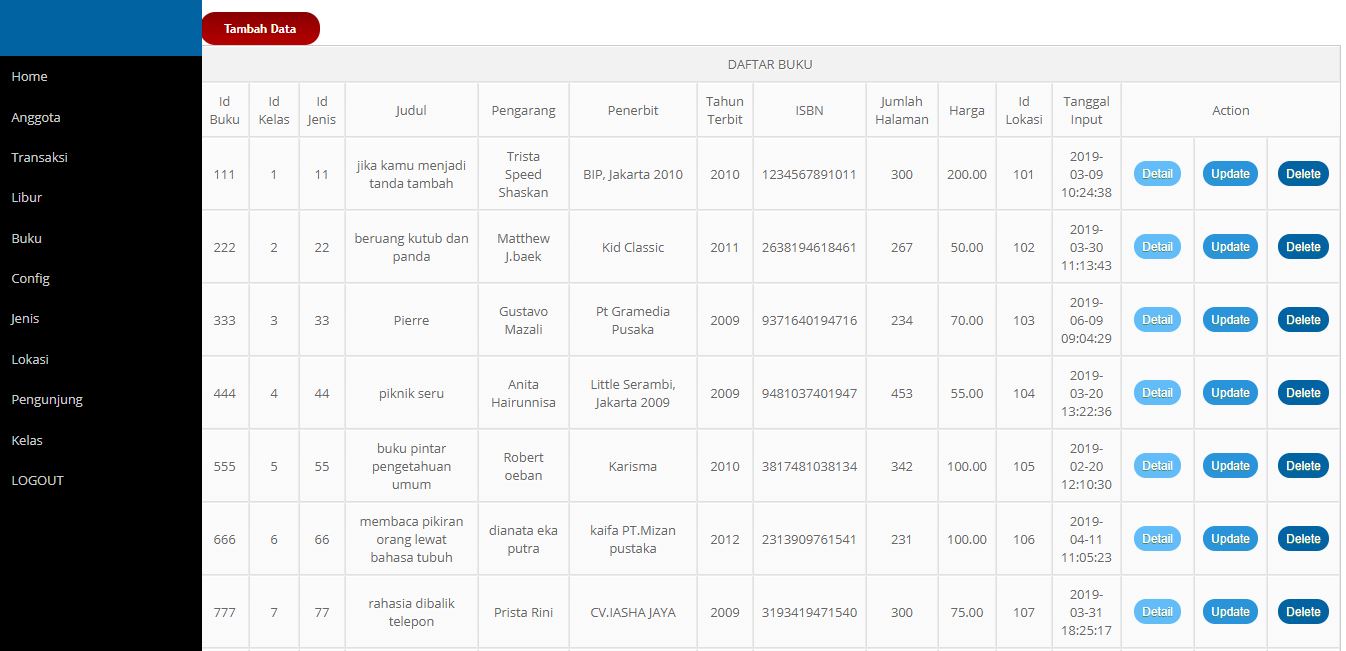 Tambah Data
Home
Anggota
Transaksi
Libur
Buku
Config
Jenis
Lokasi
Pengunjung
Kelas
LOGOUT
DAFTAR BUKU
Id Buku Id Kelas Id Jenis Judul Pengarang Penerbit Tahun Terbit ISBN Jumlah Halaman Harga Id Lokasi Tanggal Input Action
111 1 11 jika kamu menjadi tanda tambah Trista Speed Shaskan BIP, Jakarta 2010 2010 1234567891011 300 200.00 101 2019-03-09 10:24:38 Detail Update Delete
222 2 22 beruang kutub dan panda Matthew J.baek Kid Classic 2011 2638194618461 267 50.00 102 2019-03-30 11:13:43 Detail Update Delete
333 3 33 Pierre Gustavo Mazali Pt Gramedia Pusaka 2009 9371640194716 234 70.00 103 2019-06-09 09:04:29 Detail Update Delete
444 4 44 piknik seru Anita Hairunnisa Little Serambi, Jakarta 2009 2009 9481037401947 453 55.00 104 2019-03-20 13:22:36 Detail Update Delete
555 5 55 buku pintar pengetahuan umum Robert oeban Karisma 2010 3817481038134 342 100.00 105 2019-02-20 12:10:30 Detail Update Delete
666 6 66 membaca pikiran orang lewat bahasa tubuh dianata eka putra kaifa PT.Mizan pustaka 2012 2313909761541 231 100.00 106 2019-04-11 11:05:23 Detail Update Delete
777 7 77 rahasia dibalik telepon Prista Rini CV.IASHA JAYA 2009 3193419471540 300 75.00 107 2019-03-31 18:25:17 Detail Update Delete